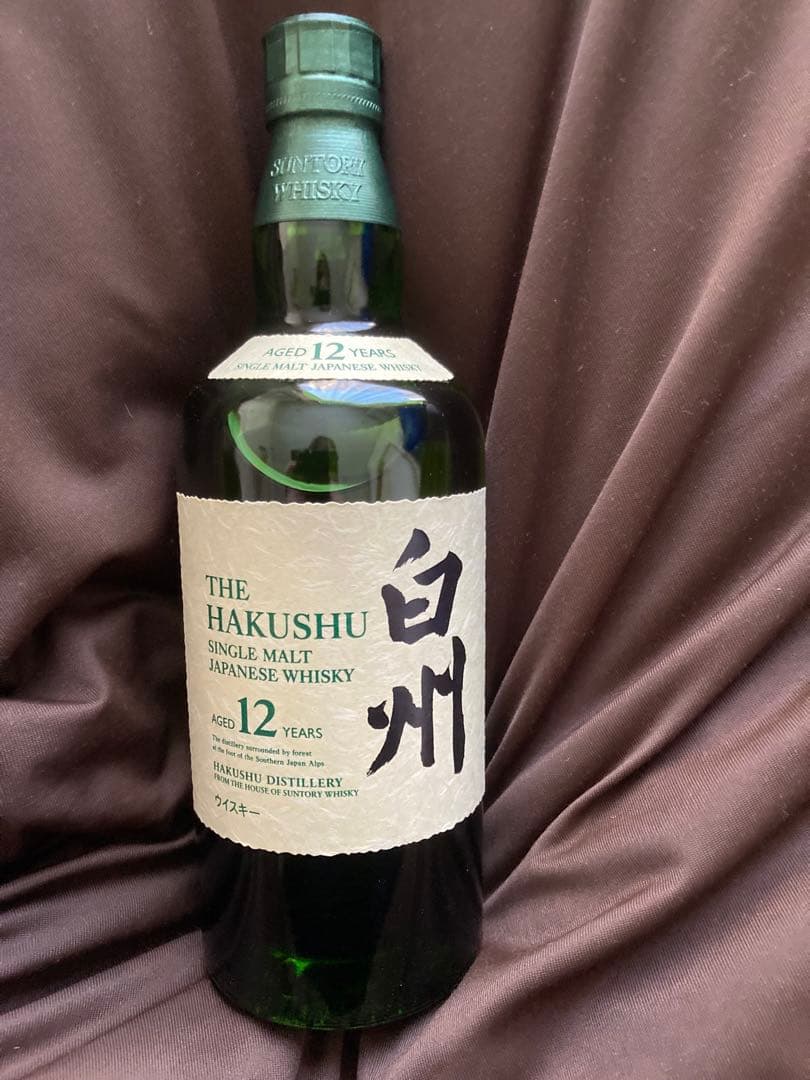 SUNTORY
WHISKY
AGED 12 YEARS
SINGLE MALT JAPANESE WHISKY
THE
HAKUSHU
SINGLE MALT
JAPANESE WHISKY
AGED 12 YEARS
The distillery surrounded by forest
at the foot of the Southern Japan Alps
HAKUSHU DISTILLERY
FROM THE HOUSE OF SUNTORY WHISKY
ウイスキー
白州